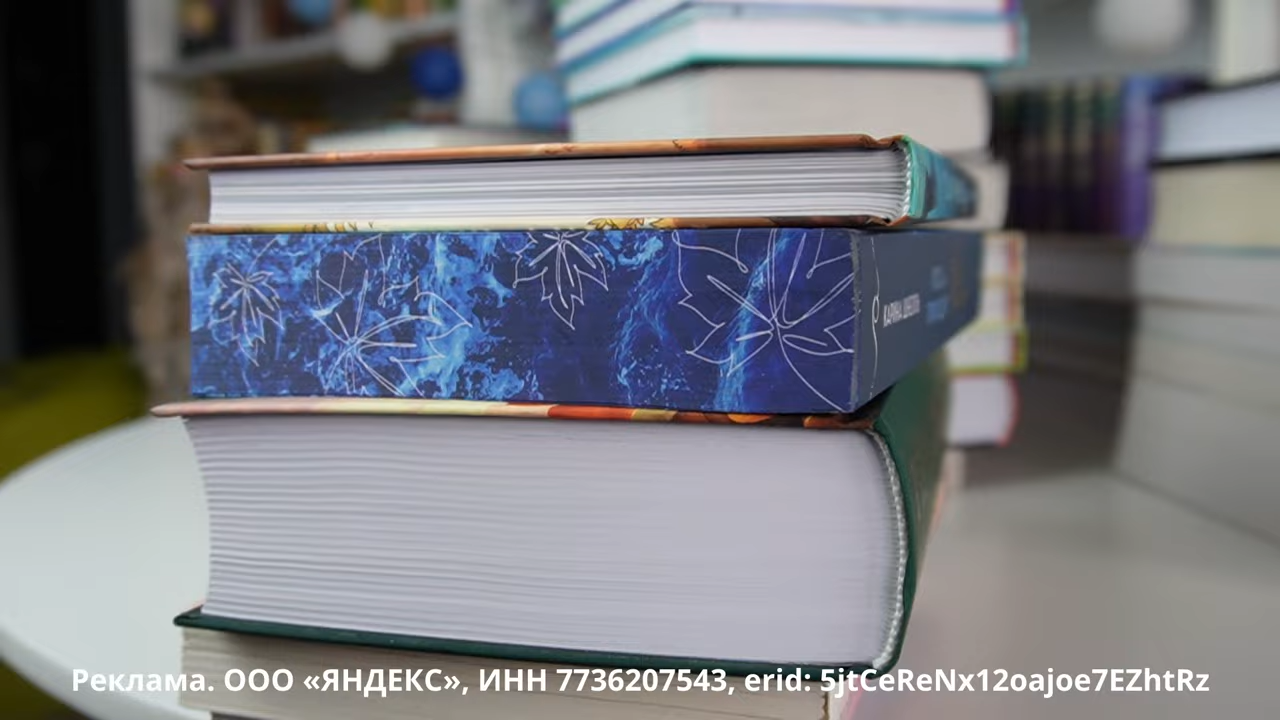 Реклама. ООО «ЯНДЕКС», ИНН 7736207543, erid: 5jtCeReNx12oajoe7EZhtRz